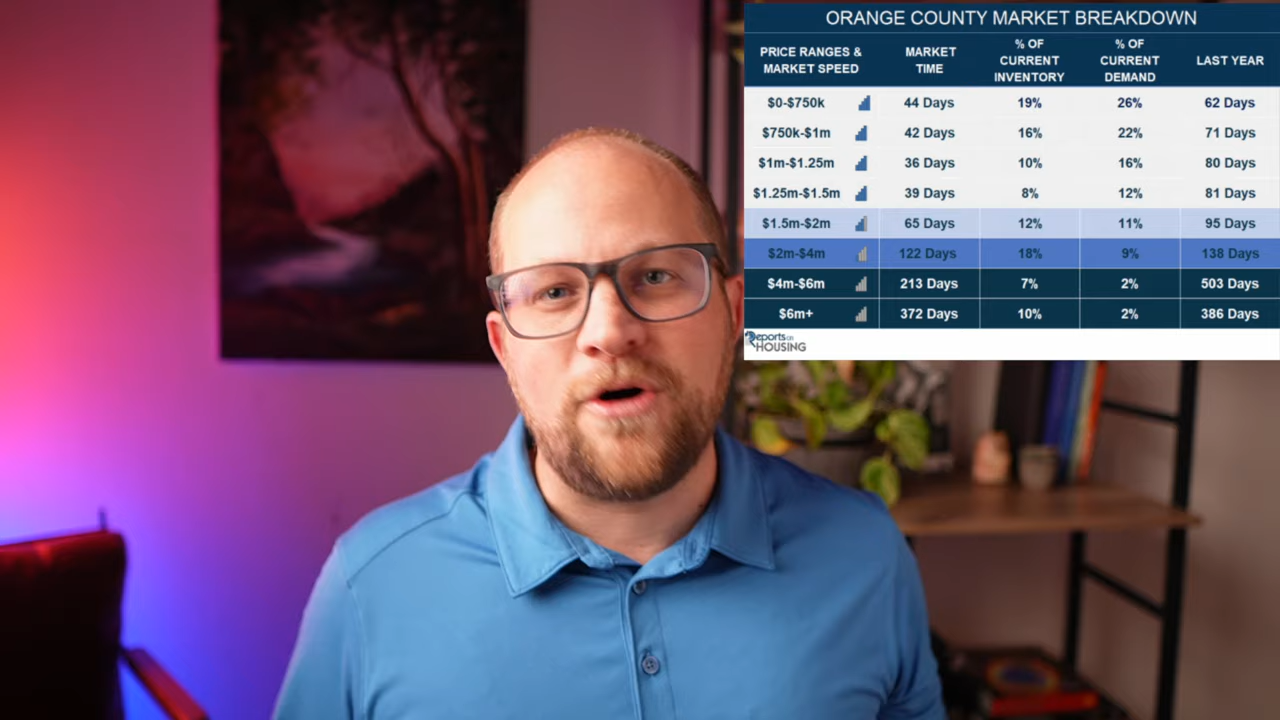 ORANGE COUNTY MARKET BREAKDOWN
PRICE RANGES & MARKET SPEED MARKET TIME % OF CURRENT INVENTORY % OF CURRENT DEMAND LAST YEAR
$0-$750k 44 Days 19% 26% 62 Days
$750k-$1m 42 Days 16% 22% 71 Days
$1m-$1.25m 36 Days 10% 16% 80 Days
$1.25m-$1.5m 39 Days 8% 12% 81 Days
$1.5m-$2m 65 Days 12% 11% 95 Days
$2m-$4m 122 Days 18% 9% 138 Days
$4m-$6m 213 Days 7% 2% 503 Days
$6m+ 372 Days 10% 2% 386 Days
Reports on
HOUSING